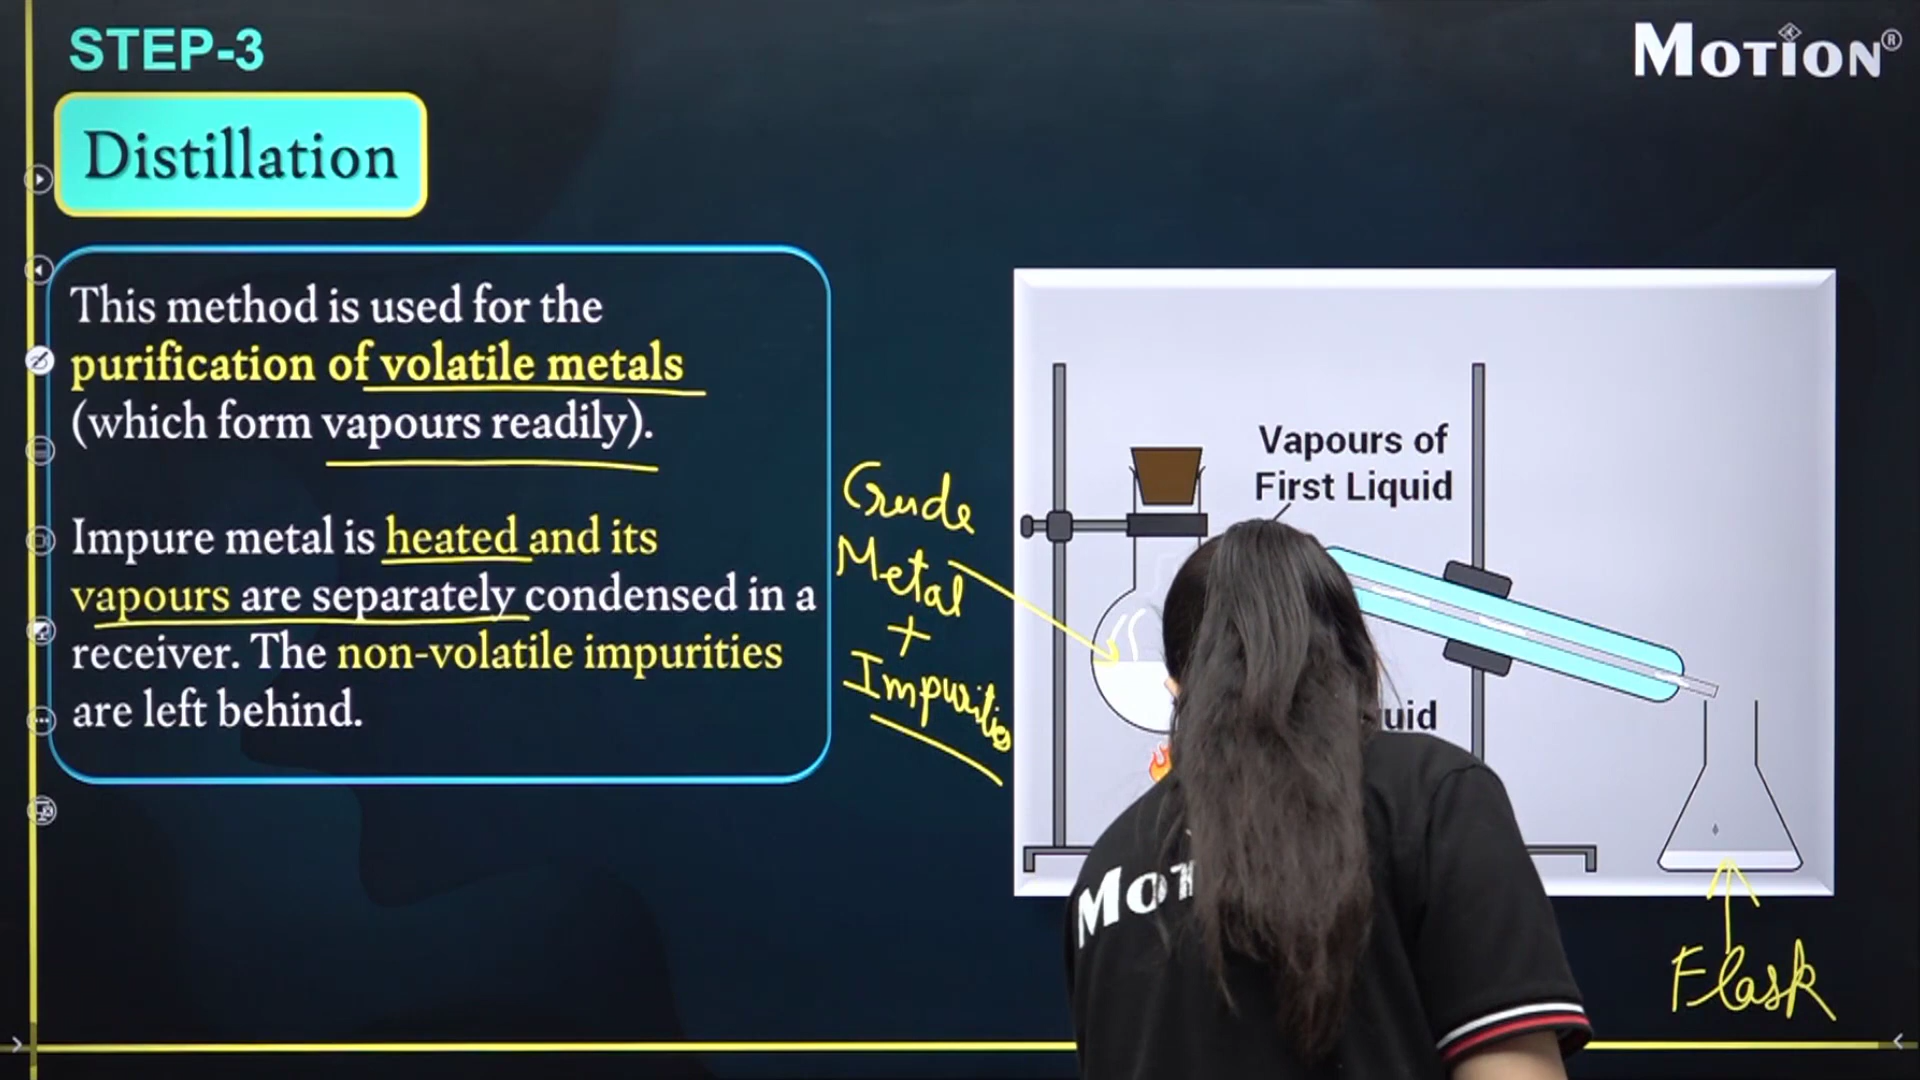 STEP-3
MOTION®
Distillation
This method is used for the
purification of volatile metals
(which form vapours readily).
Impure metal is heated and its
vapours are separately condensed in a
receiver. The non-volatile impurities
are left behind.
Crude
Metal
+
Impurities
Vapours of
First Liquid
Flask